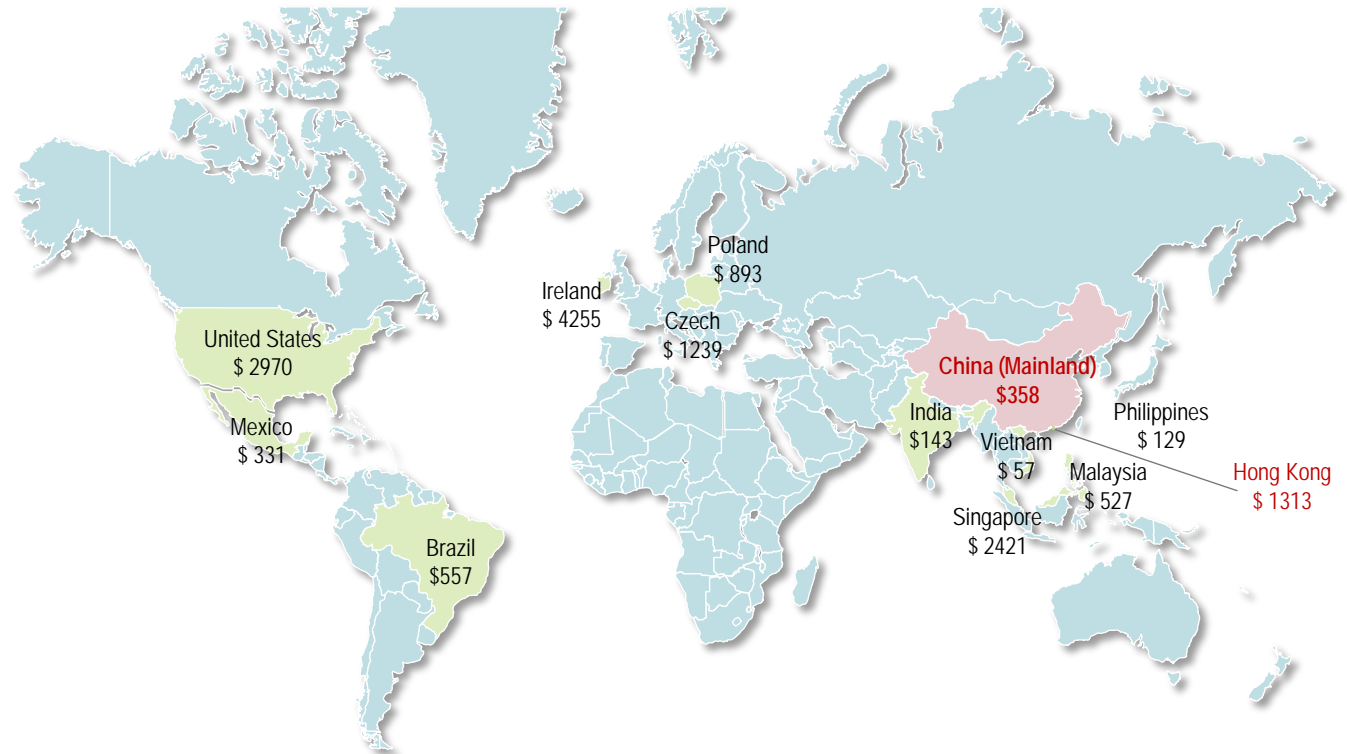 Poland
$ 893
Ireland
$ 4255
Czech
$ 1239
United States
$ 2970
China (Mainland)
$358
Mexico
$ 331
India
$143
Philippines
$ 129
Vietnam
$ 57
Malaysia
$ 527
Hong Kong
$ 1313
Singapore
$ 2421
Brazil
$557